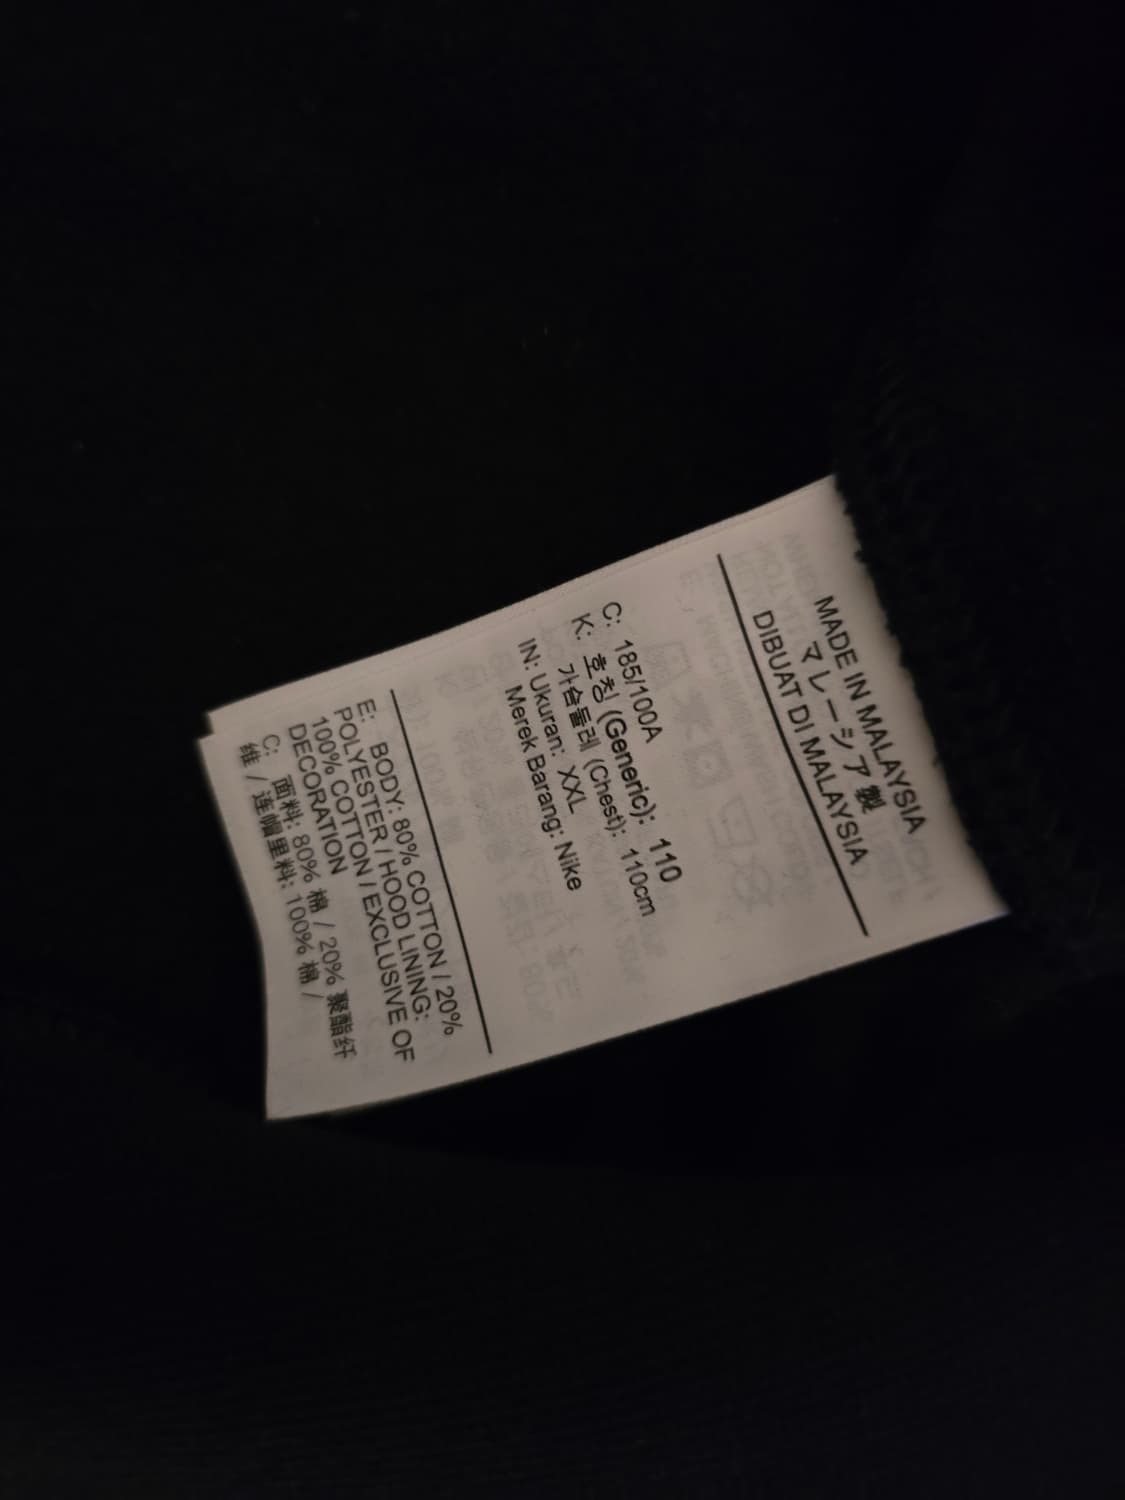 MADE IN MALAYSIA
マレーシア製
DIBUAT DI MALAYSIA
C: 185/100A
K: 호칭 (Generic): 110
가슴둘레 (Chest): 110cm
IN: Ukuran: XXL
Merek Barang: Nike
E: BODY: 80% COTTON / 20%
POLYESTER / HOOD LINING:
100% COTTON / EXCLUSIVE OF
DECORATION
C: 面料: 80% 棉 / 20% 聚酯纤
维 / 连帽里料: 100% 棉 /